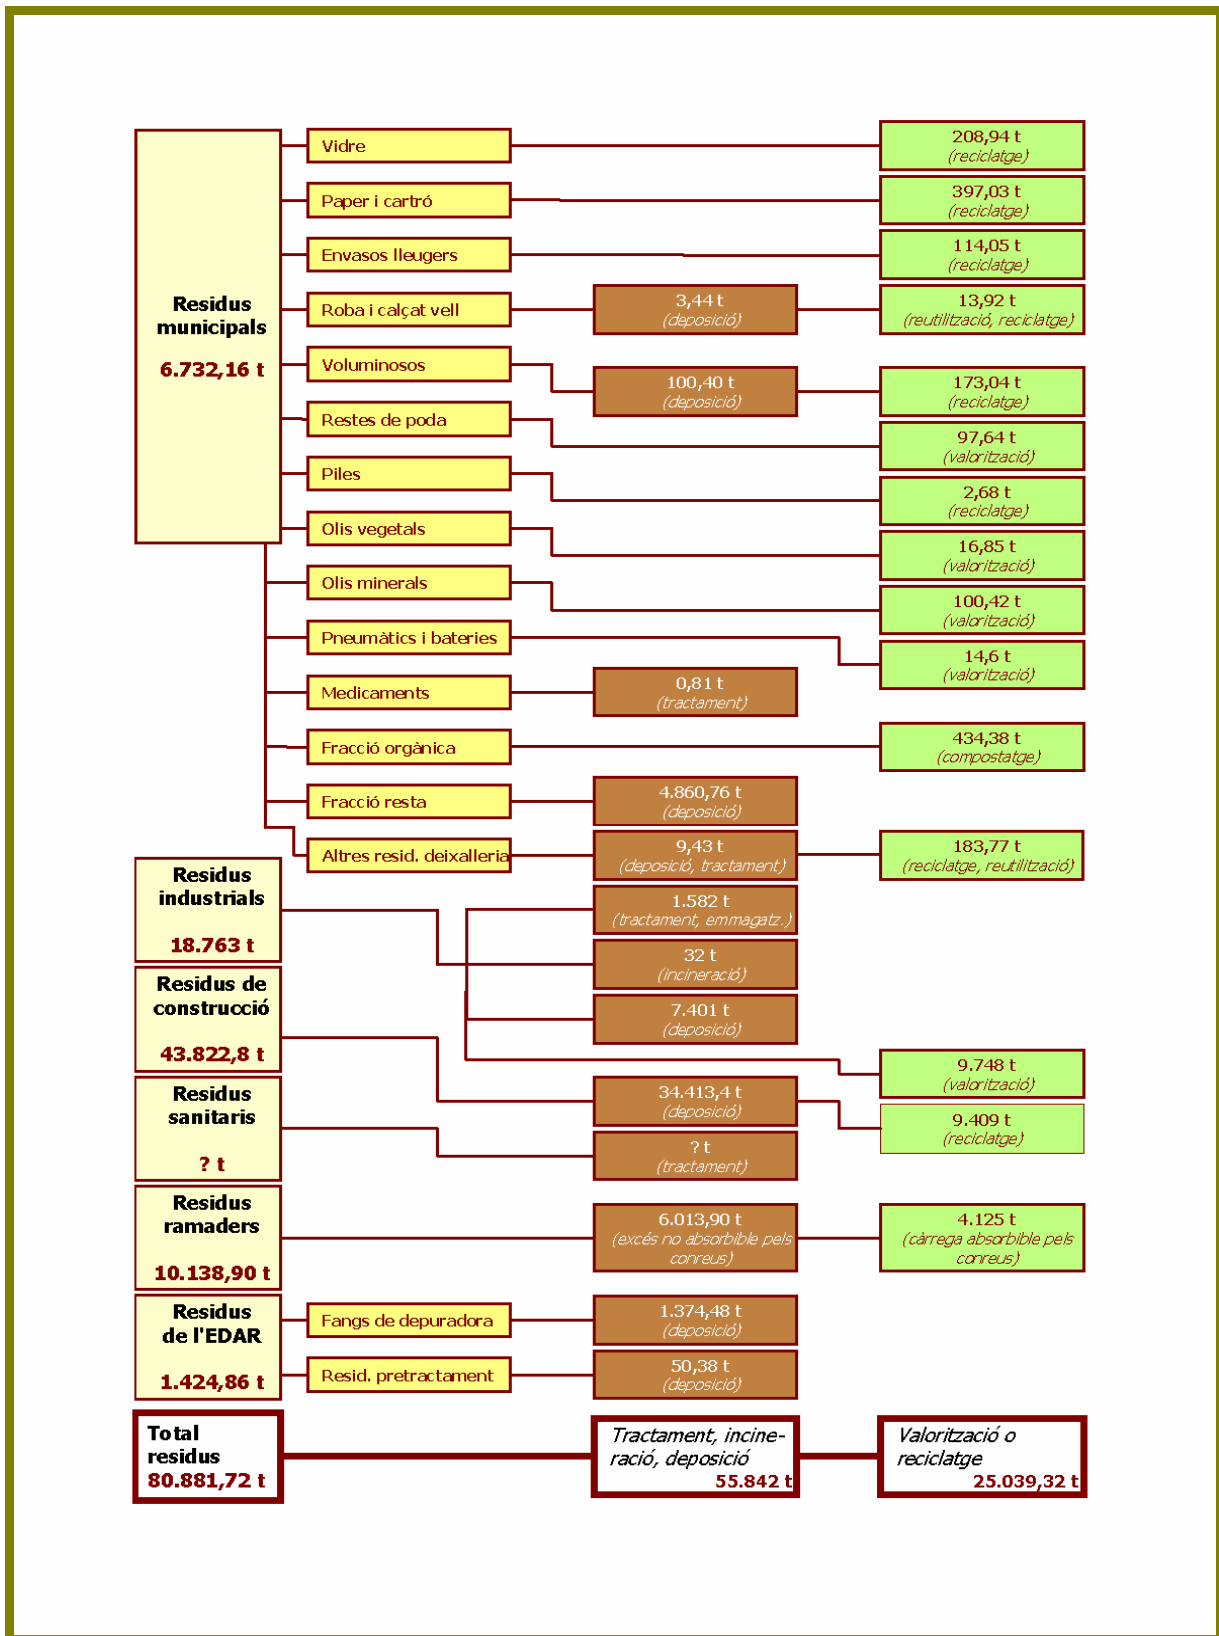 Vidre
208,94 t
(reciclatge)
Paper i cartró
397,03 t
(reciclatge)
Envasos lleugers
114,05 t
(reciclatge)
Residus
municipals
6.732,16 t
Roba i calçat vell
3,44 t
(deposició)
13,92 t
(reutilització, reciclatge)
Voluminosos
100,40 t
(deposició)
173,04 t
(reciclatge)
Restes de poda
97,64 t
(valorització)
Piles
2,68 t
(reciclatge)
Olis vegetals
16,85 t
(valorització)
Olis minerals
100,42 t
(valorització)
Pneumàtics i bateries
14,6 t
(valorització)
Medicaments
0,81 t
(tractament)
Fracció orgànica
434,38 t
(compostatge)
Fracció resta
4.860,76 t
(deposició)
Altres resid. deixalleria
9,43 t
(deposició, tractament)
183,77 t
(reciclatge, reutilització)
Residus
industrials
18.763 t
1.582 t
(tractament, emmagatz.)
32 t
(incineració)
7.401 t
(deposició)
9.748 t
(valorització)
Residus de
construcció
43.822,8 t
34.413,4 t
(deposició)
9.409 t
(reciclatge)
Residus
sanitaris
? t
? t
(tractament)
Residus
ramaders
10.138,90 t
6.013,90 t
(excés no absorbible pels
conreus)
4.125 t
(càrrega absorbible pels
conreus)
Residus
de l'EDAR
1.424,86 t
Fangs de depuradora
1.374,48 t
(deposició)
Resid. pretractament
50,38 t
(deposició)
Total
residus
80.881,72 t
Tractament, incine-
ració, deposició
55.842 t
Valorització o
reciclatge
25.039,32 t